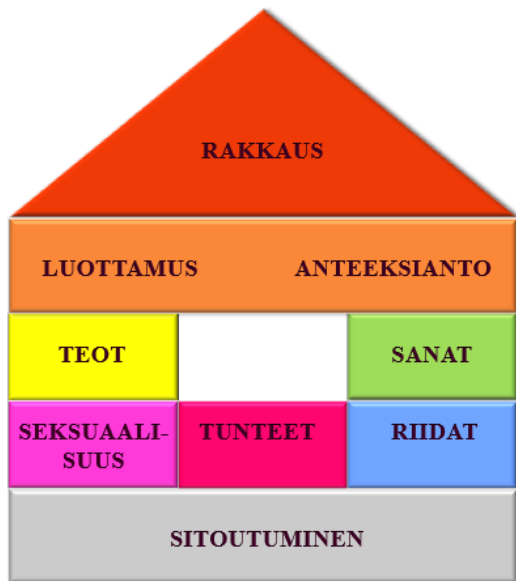 RAKKAUS
LUOTTAMUS ANTEEKSIANTO
TEOT SANAT
SEKSUAALI-
SUUS
TUNTEET RIIDAT
SITOUTUMINEN